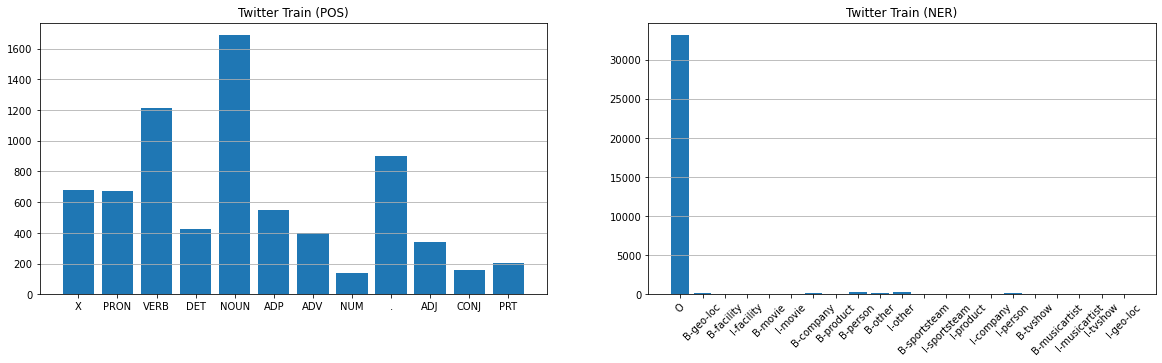 Twitter Train (POS)
1600
1400
1200
1000
800
600
400
200
0
X PRON VERB DET NOUN ADP ADV NUM . ADJ CONJ PRT
Twitter Train (NER)
30000
25000
20000
15000
10000
5000
0
O
B-geo-loc
B-facility
I-facility
B-movie
I-movie
B-company
B-product
B-person
B-other
I-other
B-sportsteam
I-sportsteam
I-product
I-company
I-person
B-tvshow
B-musicartist
I-musicartist
I-tvshow
I-geo-loc